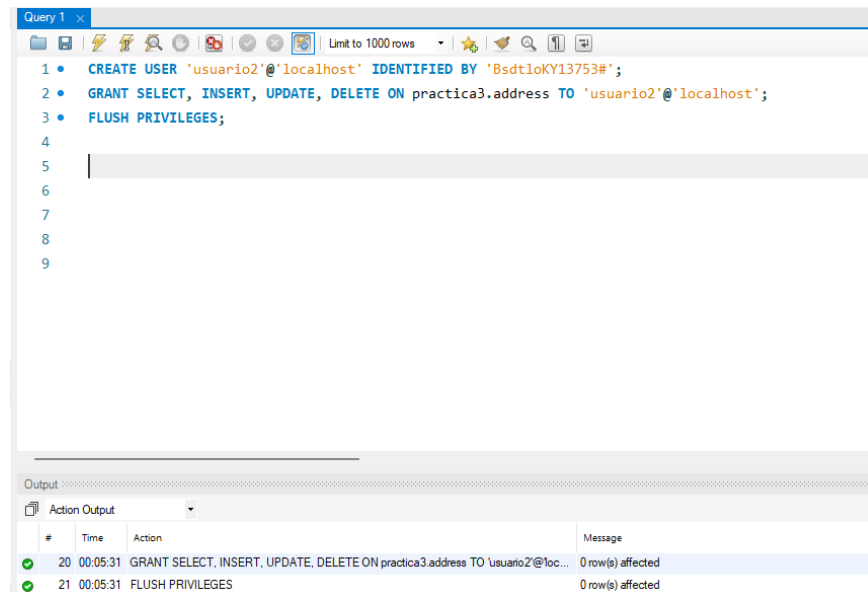 Query 1
Limit to 1000 rows
1 CREATE USER 'usuario2'@'localhost' IDENTIFIED BY 'BsdtloKY13753#';
2 GRANT SELECT, INSERT, UPDATE, DELETE ON practica3.address TO 'usuario2'@'localhost';
3 FLUSH PRIVILEGES;
4
5
6
7
8
9
Output
Action Output
# Time Action Message
20 00:05:31 GRANT SELECT, INSERT, UPDATE, DELETE ON practica3.address TO 'usuario2'@'loc... 0 row(s) affected
21 00:05:31 FLUSH PRIVILEGES 0 row(s) affected